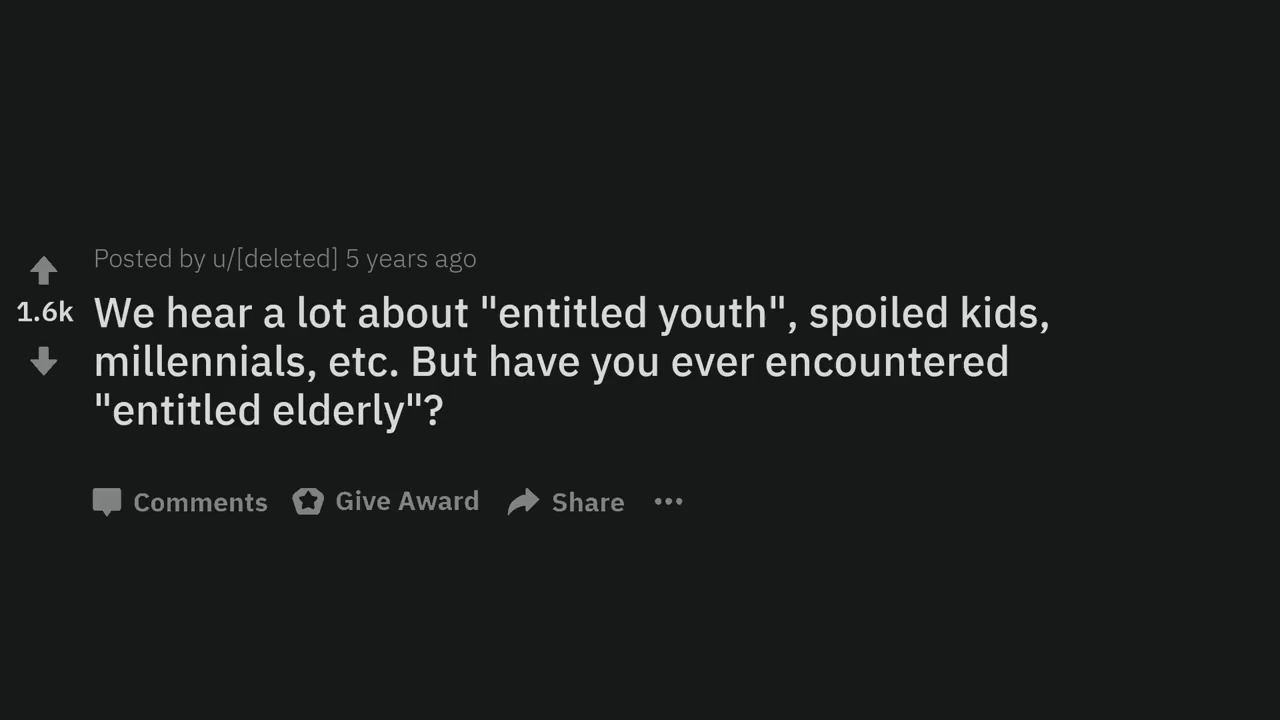 Posted by u/[deleted] 5 years ago
1.6k
We hear a lot about "entitled youth", spoiled kids,
millennials, etc. But have you ever encountered
"entitled elderly"?
Comments Give Award Share